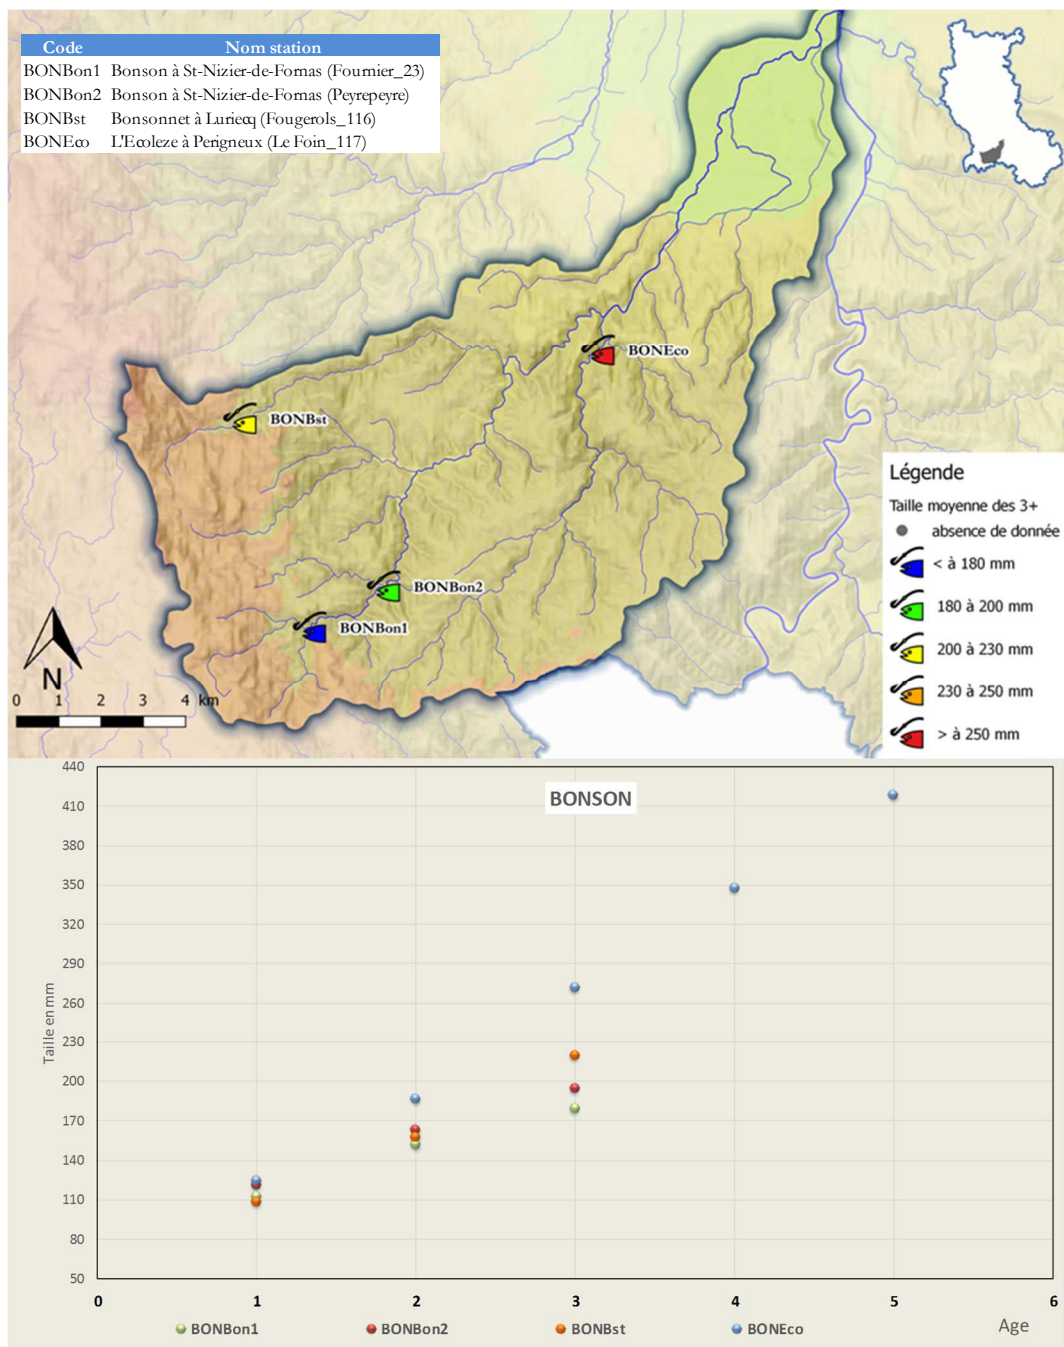 Code Nom station
BONBon1 Bonson à St-Nizier-de-Fornas (Fournier_23)
BONBon2 Bonson à St-Nizier-de-Fornas (Peyrepeyre)
BONBst Bonsonnet à Luriecq (Fougerols_116)
BONEco L'Ecoleze à Perigneux (Le Foin_117)
BONEco
BONBst
BONBon2
BONBon1
N
0 1 2 3 4 km
Légende
Taille moyenne des 3+
absence de donnée
< à 180 mm
180 à 200 mm
200 à 230 mm
230 à 250 mm
> à 250 mm
BONSON
Taille en mm
440
410
380
350
320
290
260
230
200
170
140
110
80
50
0 1 2 3 4 5 6
Age
BONBon1 BONBon2 BONBst BONEco